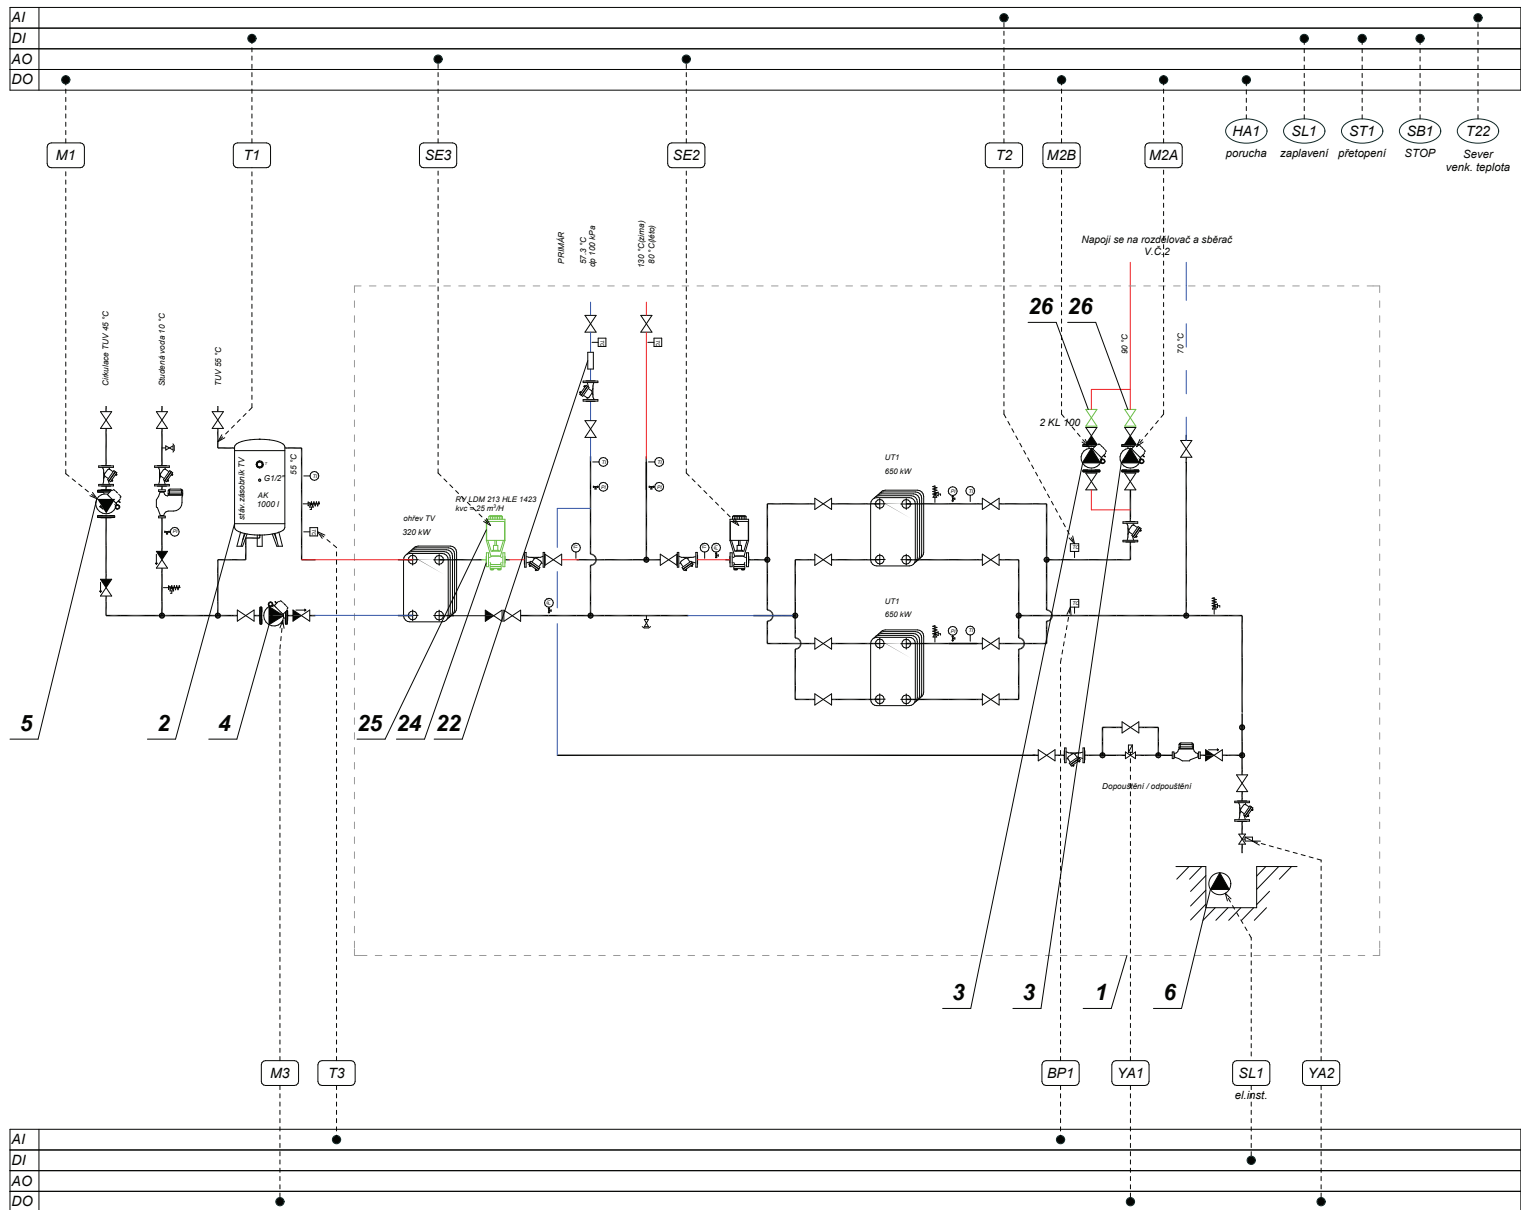 AI
DI
AO
DO
M1
T1
SE3
SE2
T2
M2B
M2A
HA1
porucha
SL1
zaplavení
ST1
přetopení
SB1
STOP
T22
Sever
venk. teplota
PRIMÁR
57.3 °C
dp 100 kPa
130 °C(zima)
80 °C(léto)
Napoji se na rozdělovač a sběrač
V.Č.2
26
26
90 °C
70 °C
Cirkulace TUV 45 °C
Studená voda 10 °C
TUV 55 °C
2 KL 100
stáv. zásobník TV
G1/2"
AK
1000 l
55 °C
RV LDM 213 HLE 1423
kvc = 25 m³/H
ohřev TV
320 kW
UT1
650 kW
UT1
650 kW
5
2
4
25
24
22
Dopouštění / odpouštění
3
3
1
6
M3
T3
BP1
YA1
SL1
el.inst.
YA2
AI
DI
AO
DO